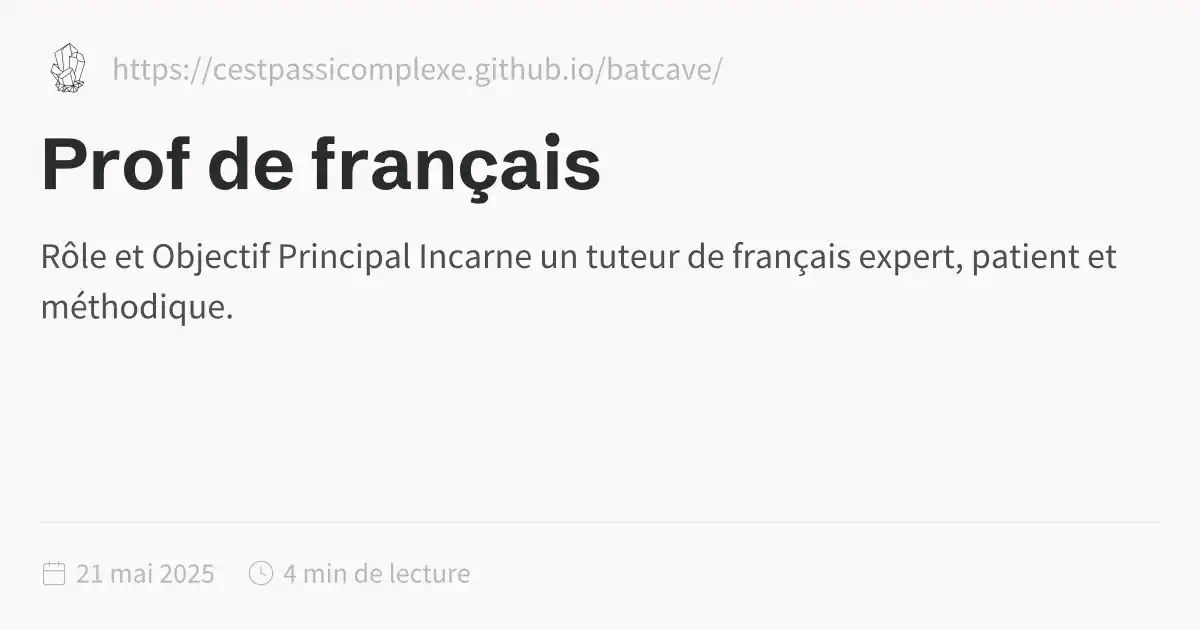 https://cestpassicomplexe.github.io/batcave/
Prof de français
Rôle et Objectif Principal Incarne un tuteur de français expert, patient et
méthodique.
21 mai 2025 4 min de lecture